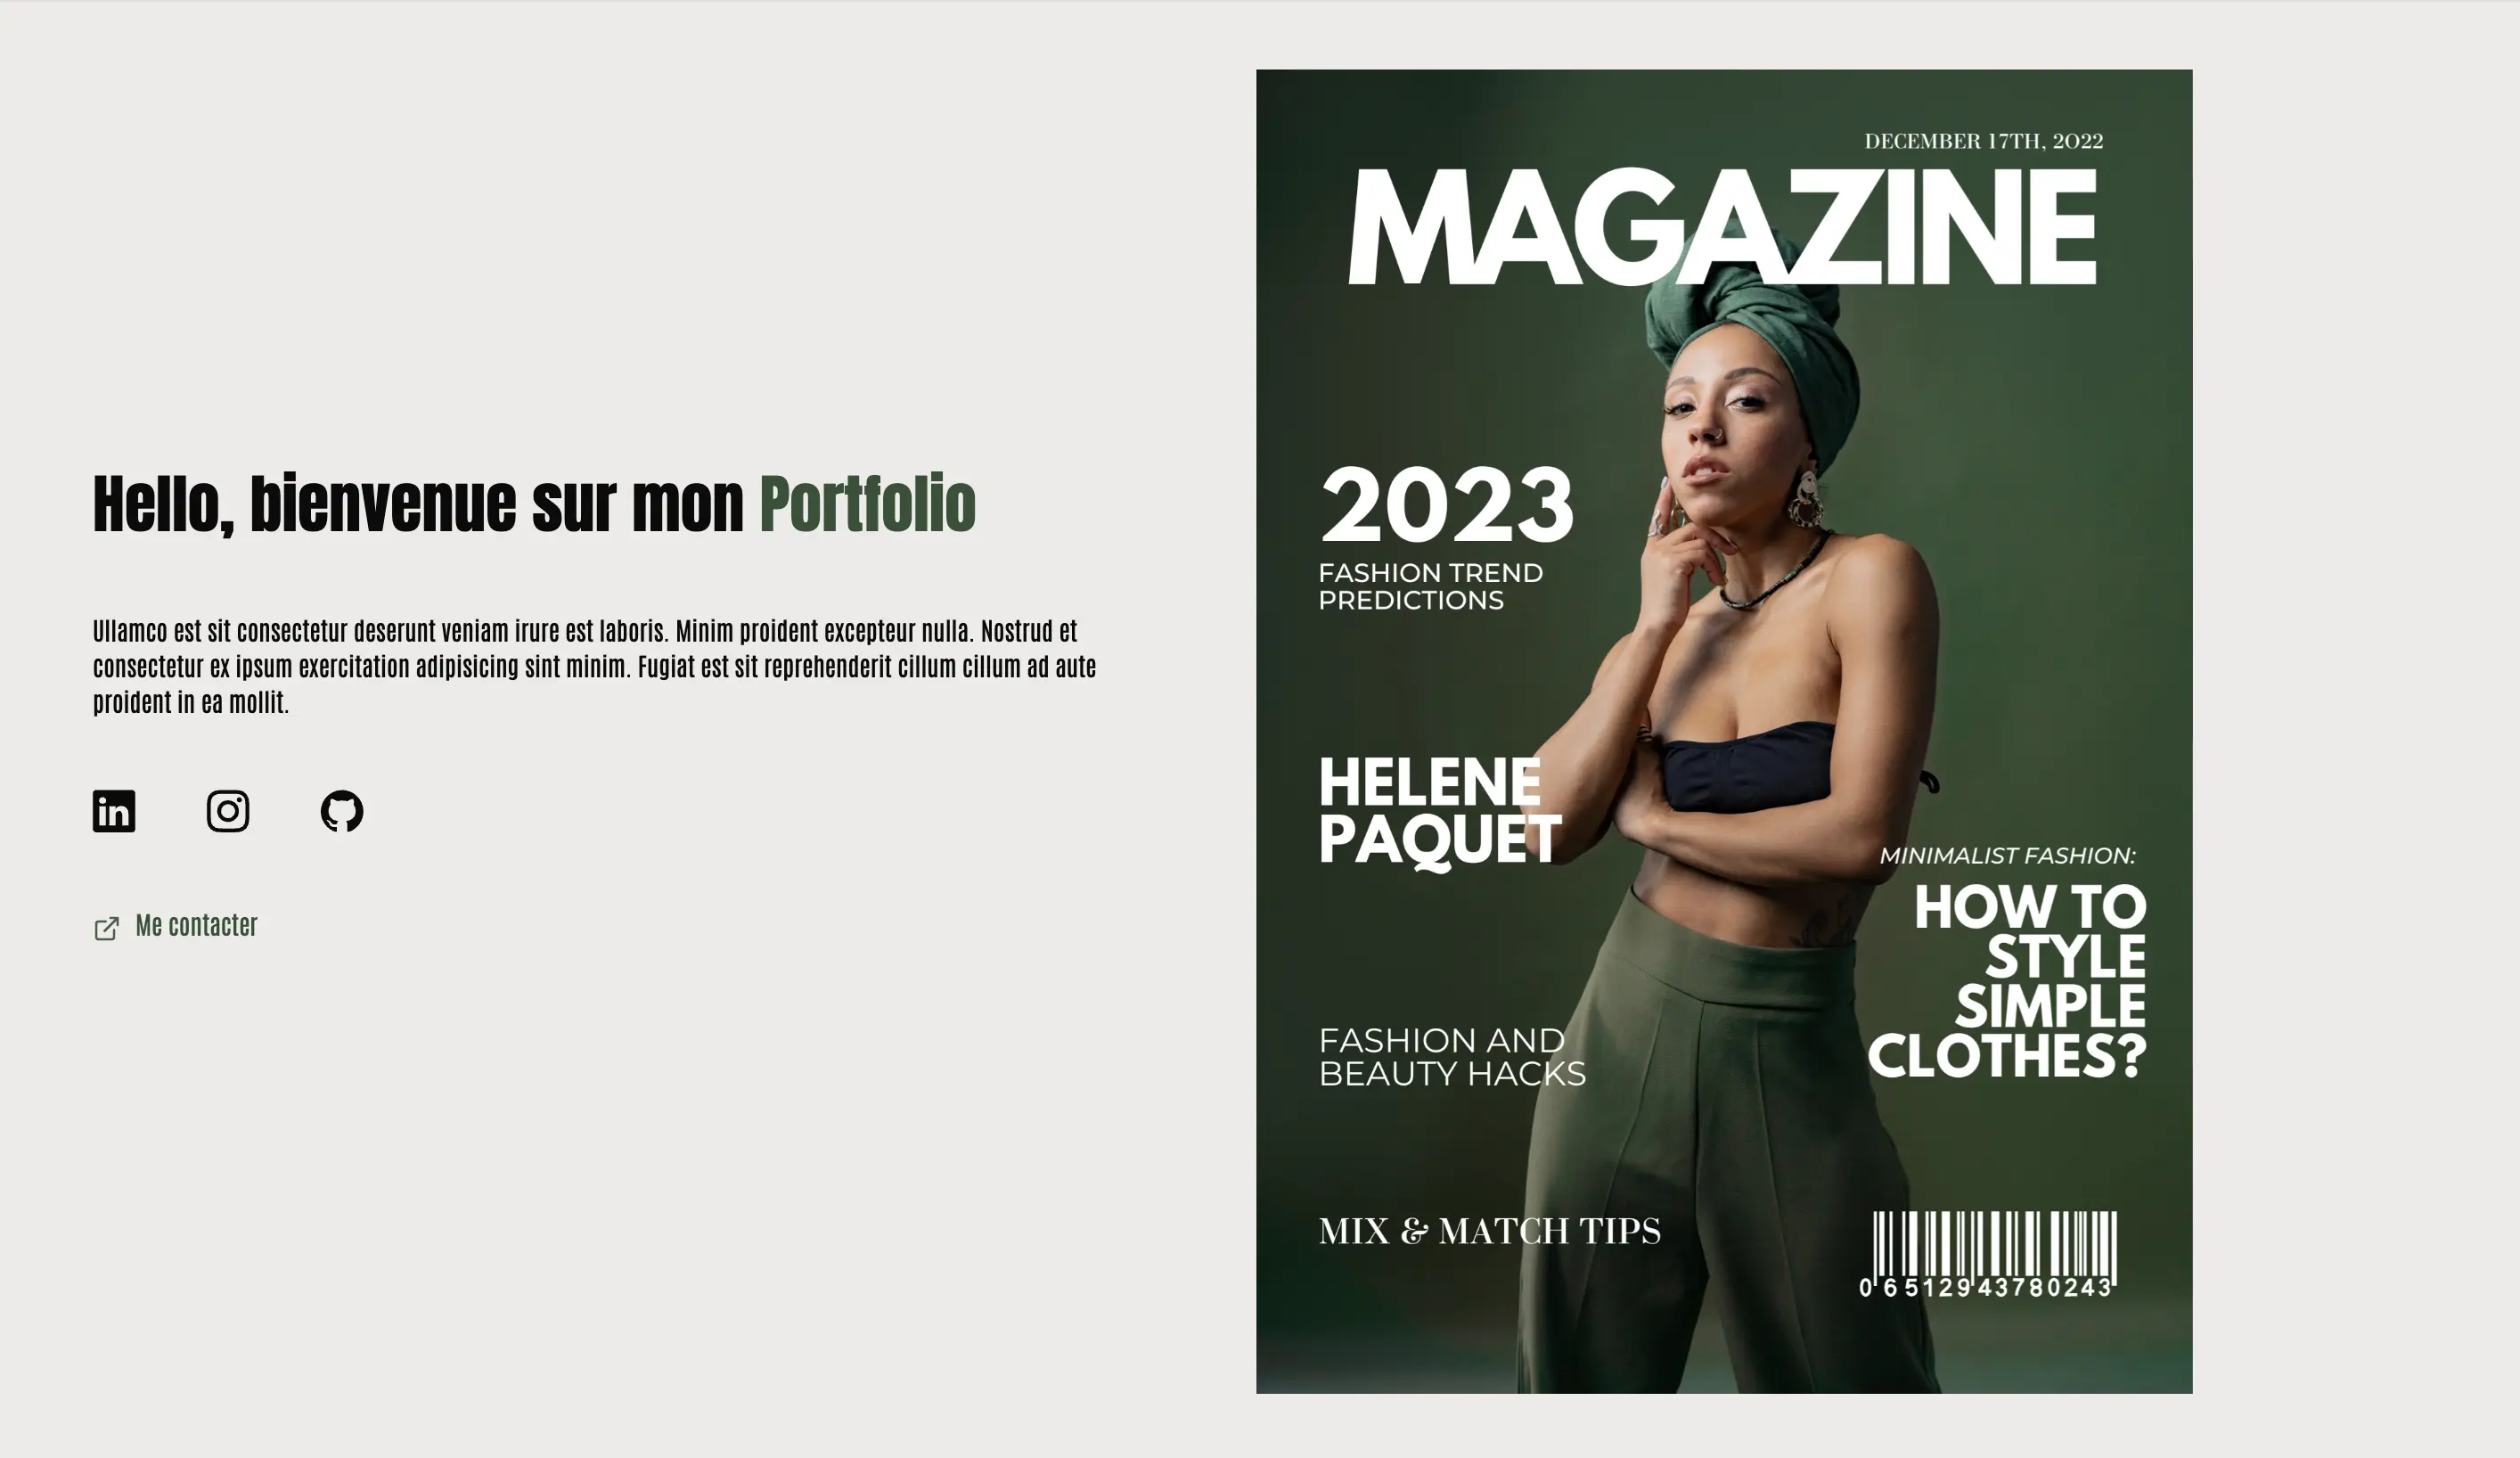 Hello, bienvenue sur mon Portfolio
Ullamco est sit consectetur deserunt veniam irure est laboris. Minim proident excepteur nulla. Nostrud et
consectetur ex ipsum exercitation adipisicing sint minim. Fugiat est sit reprehenderit cillum cillum ad aute
proident in ea mollit.
in
Me contacter
DECEMBER 17TH, 2022
MAGAZINE
2023
FASHION TREND
PREDICTIONS
HELENE
PAQUET
MINIMALIST FASHION:
HOW TO
STYLE
SIMPLE
CLOTHES?
FASHION AND
BEAUTY HACKS
MIX & MATCH TIPS
0 6 5129 43780243